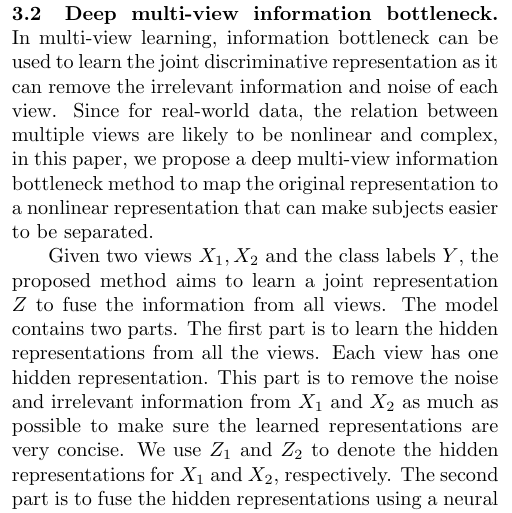 3.2 Deep multi-view information bottleneck.
In multi-view learning, information bottleneck can be
used to learn the joint discriminative representation as it
can remove the irrelevant information and noise of each
view. Since for real-world data, the relation between
multiple views are likely to be nonlinear and complex,
in this paper, we propose a deep multi-view information
bottleneck method to map the original representation to
a nonlinear representation that can make subjects easier
to be separated.
Given two views X₁, X₂ and the class labels Y, the
proposed method aims to learn a joint representation
Z to fuse the information from all views. The model
contains two parts. The first part is to learn the hidden
representations from all the views. Each view has one
hidden representation. This part is to remove the noise
and irrelevant information from X₁ and X₂ as much as
possible to make sure the learned representations are
very concise. We use Z₁ and Z₂ to denote the hidden
representations for X₁ and X₂, respectively. The second
part is to fuse the hidden representations using a neural